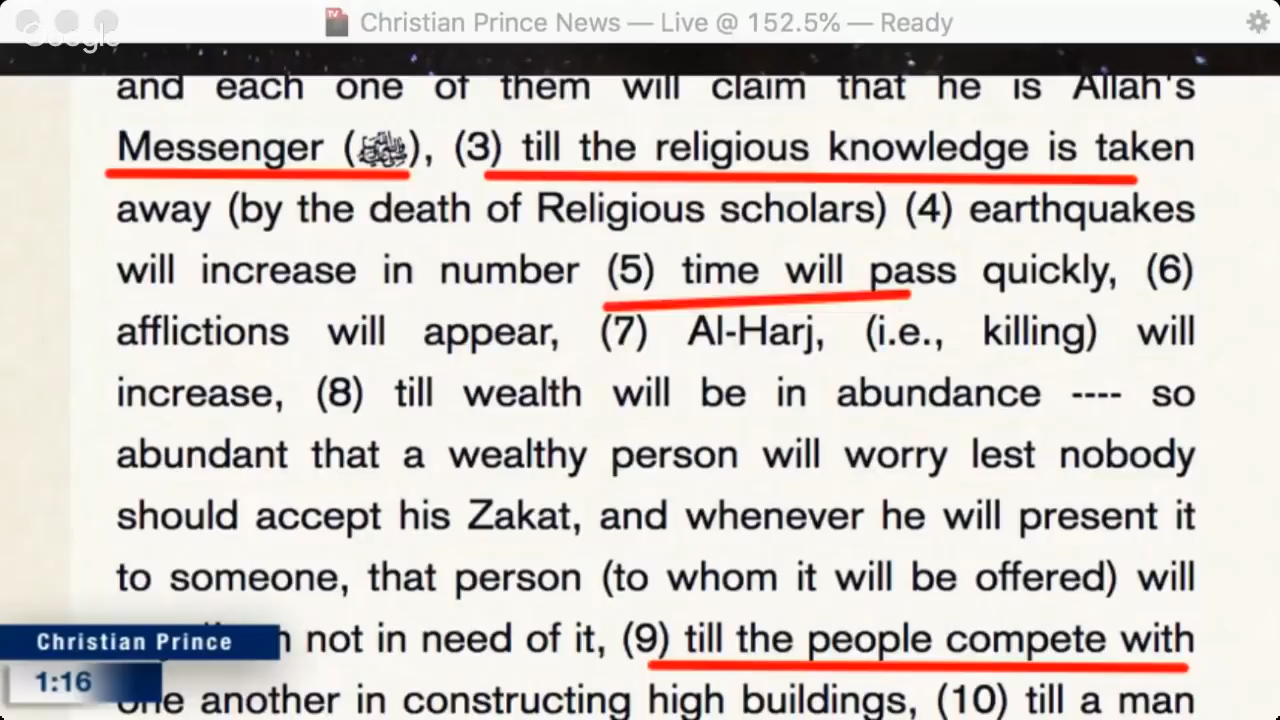 Christian Prince News — Live @ 152.5% — Ready
Google
and each one of them will claim that he is Allah's
Messenger (ﷺ), (3) till the religious knowledge is taken
away (by the death of Religious scholars) (4) earthquakes
will increase in number (5) time will pass quickly, (6)
afflictions will appear, (7) Al-Harj, (i.e., killing) will
increase, (8) till wealth will be in abundance ---- so
abundant that a wealthy person will worry lest nobody
should accept his Zakat, and whenever he will present it
to someone, that person (to whom it will be offered) will
not in need of it, (9) till the people compete with
one another in constructing high buildings, (10) till a man
Christian Prince
1:16